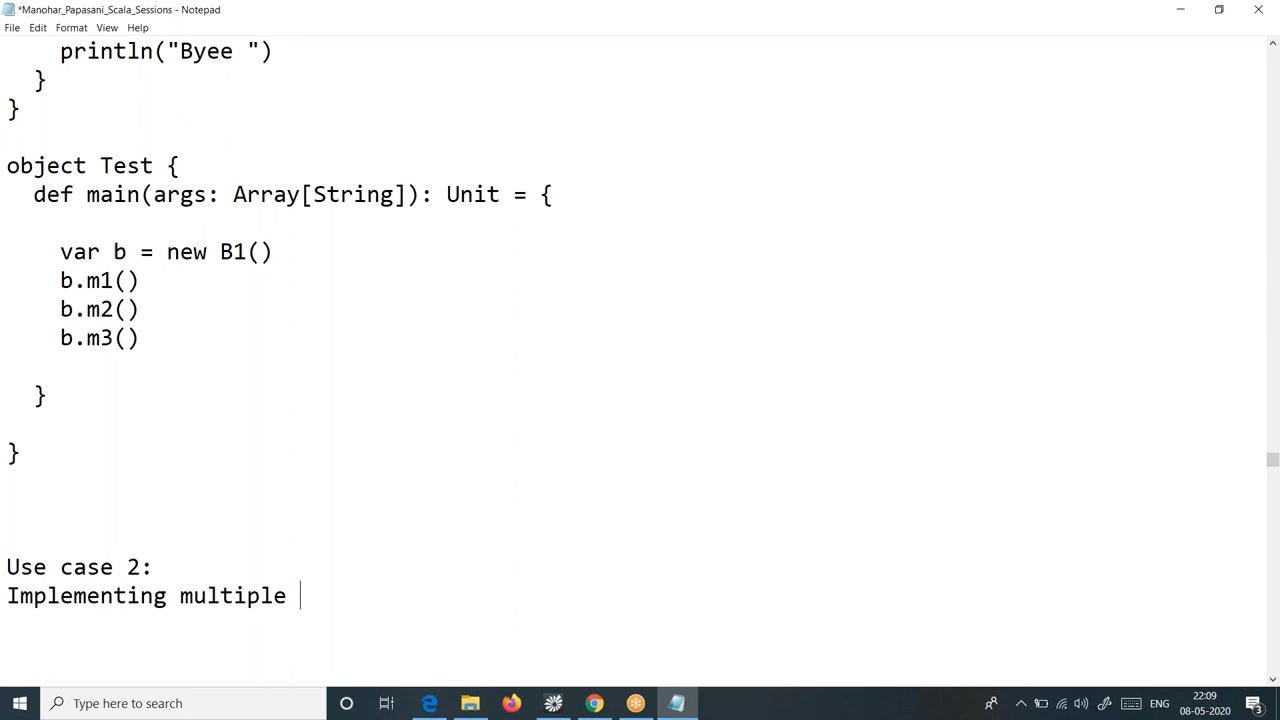 *Manohar_Papasani_Scala_Sessions - Notepad
File Edit Format View Help
println("Byee ")
}
}
object Test {
def main(args: Array[String]): Unit = {
var b = new B1()
b.m1()
b.m2()
b.m3()
}
}
Use case 2:
Implementing multiple
Type here to search
ENG
22:09
08-05-2020
3